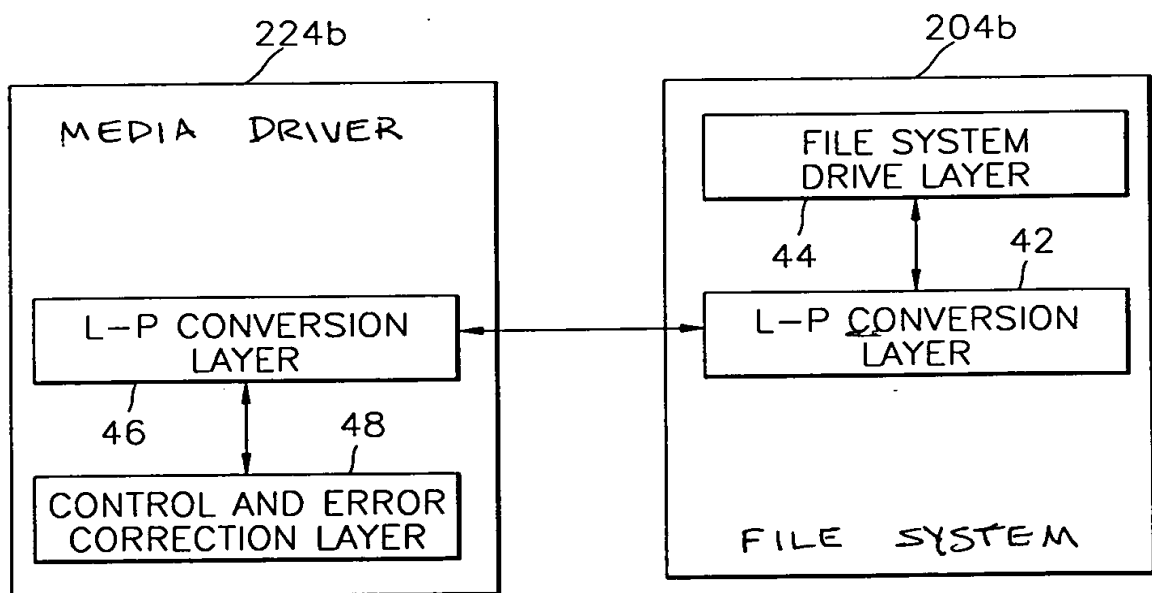 224b
MEDIA DRIVER
L-P CONVERSION
LAYER
46
48
CONTROL AND ERROR
CORRECTION LAYER
204b
FILE SYSTEM
DRIVE LAYER
44
42
L-P CONVERSION
LAYER
FILE SYSTEM